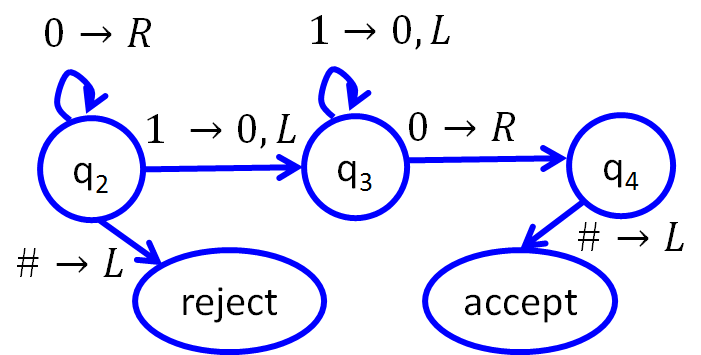 0 → R
1 → 0, L
1 → 0, L
0 → R
q₂
q₃
q₄
# → L
# → L
reject
accept